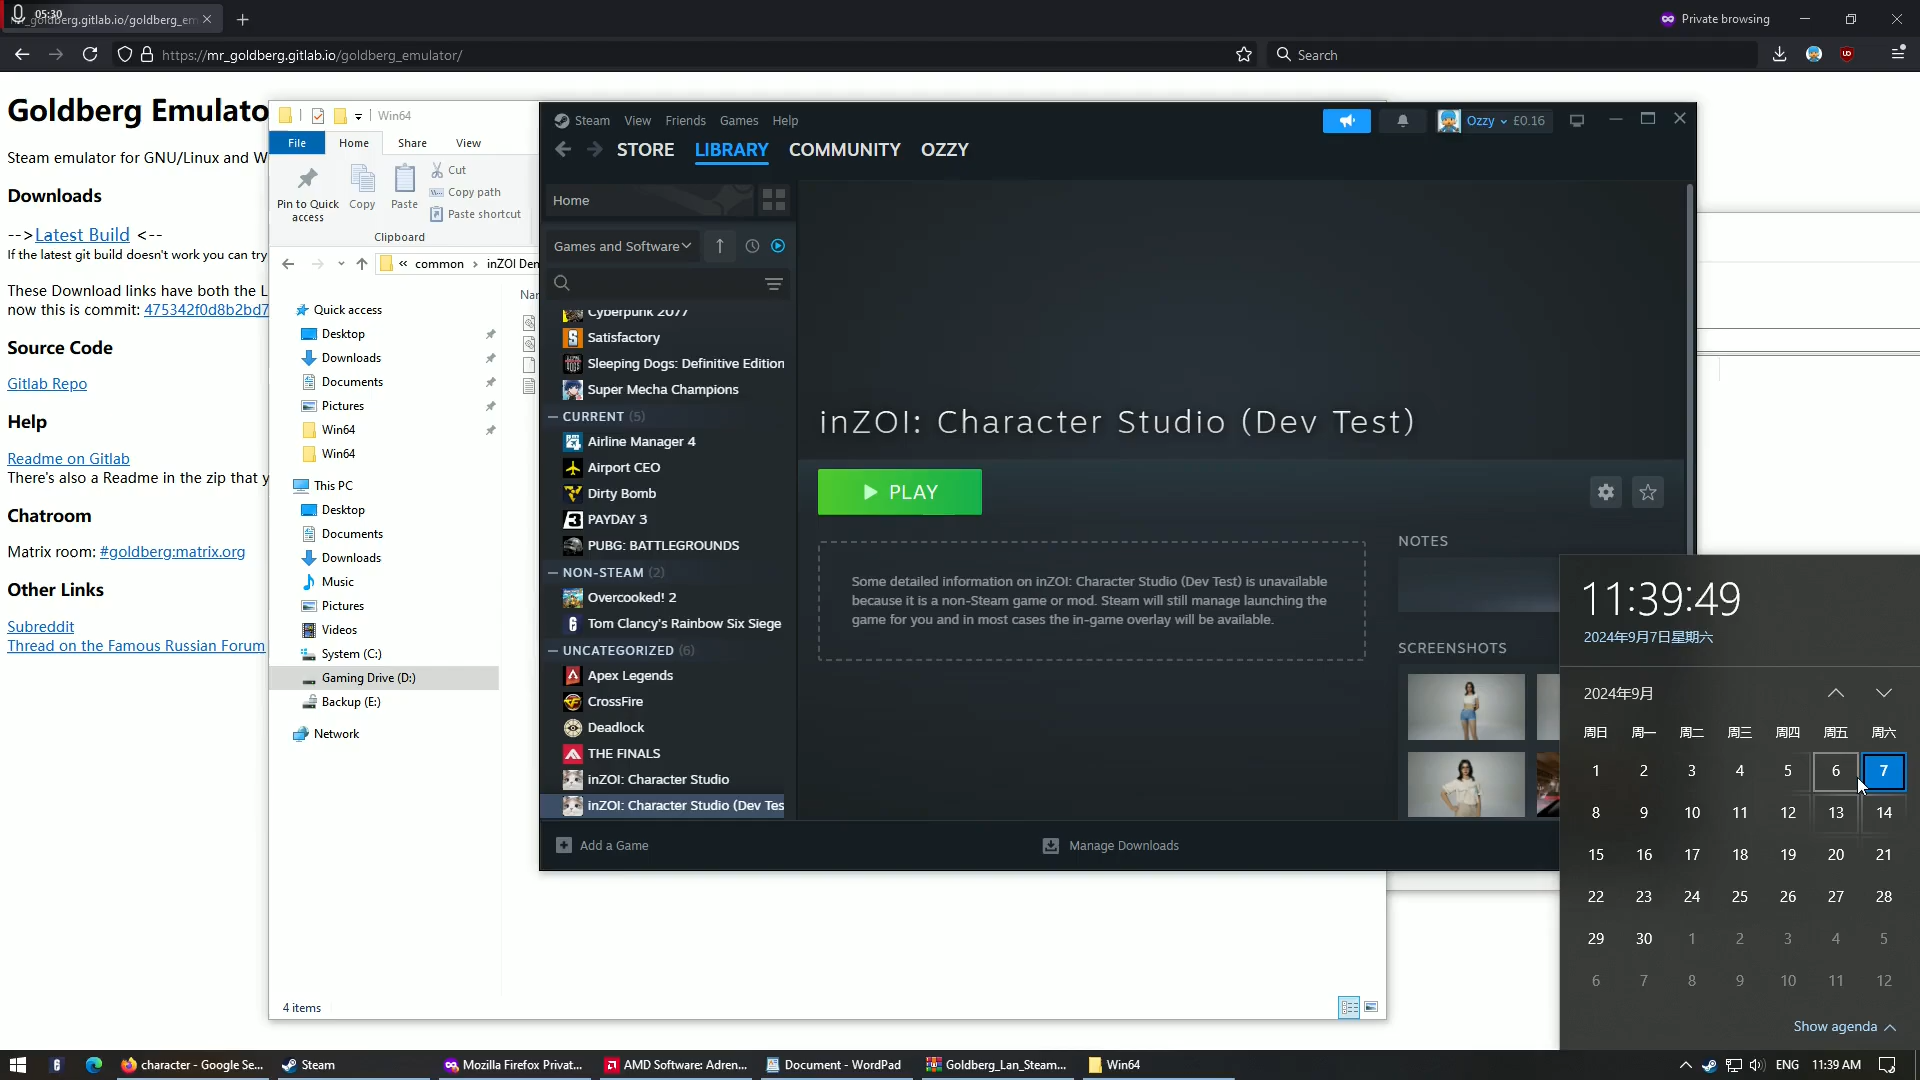 05:30
goldberg.gitlab.io/goldberg_em
Private browsing
https://mr_goldberg.gitlab.io/goldberg_emulator/
Search
Goldberg Emulato
Steam emulator for GNU/Linux and W
Downloads
-->Latest Build <--
If the latest git build doesn't work you can try
These Download links have both the L
now this is commit: 475342f0d8b2bd7
Source Code
Gitlab Repo
Help
Readme on Gitlab
There's also a Readme in the zip that y
Chatroom
Matrix room: #goldberg:matrix.org
Other Links
Subreddit
Thread on the Famous Russian Forum
Win64
File
Home
Share
View
Pin to Quick access
Copy
Paste
Cut
Copy path
Paste shortcut
Clipboard
« common › inZOI Den
Nar
Quick access
Desktop
Downloads
Documents
Pictures
Win64
Win64
This PC
Desktop
Documents
Downloads
Music
Pictures
Videos
System (C:)
Gaming Drive (D:)
Backup (E:)
Network
4 items
Steam View Friends Games Help
Ozzy £0.16
STORE LIBRARY COMMUNITY OZZY
Home
Games and Software
Cyberpunk 2077
Satisfactory
Sleeping Dogs: Definitive Edition
Super Mecha Champions
— CURRENT (5)
Airline Manager 4
Airport CEO
Dirty Bomb
PAYDAY 3
PUBG: BATTLEGROUNDS
— NON-STEAM (2)
Overcooked! 2
Tom Clancy's Rainbow Six Siege
— UNCATEGORIZED (6)
Apex Legends
CrossFire
Deadlock
THE FINALS
inZOI: Character Studio
inZOI: Character Studio (Dev Tes
Add a Game
Manage Downloads
inZOI: Character Studio (Dev Test)
PLAY
Some detailed information on inZOI: Character Studio (Dev Test) is unavailable
because it is a non-Steam game or mod. Steam will still manage launching the
game for you and in most cases the in-game overlay will be available.
NOTES
SCREENSHOTS
11:39:49
2024年9月7日星期六
2024年9月
周日 周一 周二 周三 周四 周五 周六
1 2 3 4 5 6 7
8 9 10 11 12 13 14
15 16 17 18 19 20 21
22 23 24 25 26 27 28
29 30 1 2 3 4 5
6 7 8 9 10 11 12
Show agenda
character - Google Se...
Steam
Mozilla Firefox Privat...
AMD Software: Adren...
Document - WordPad
Goldberg_Lan_Steam...
Win64
ENG
11:39 AM